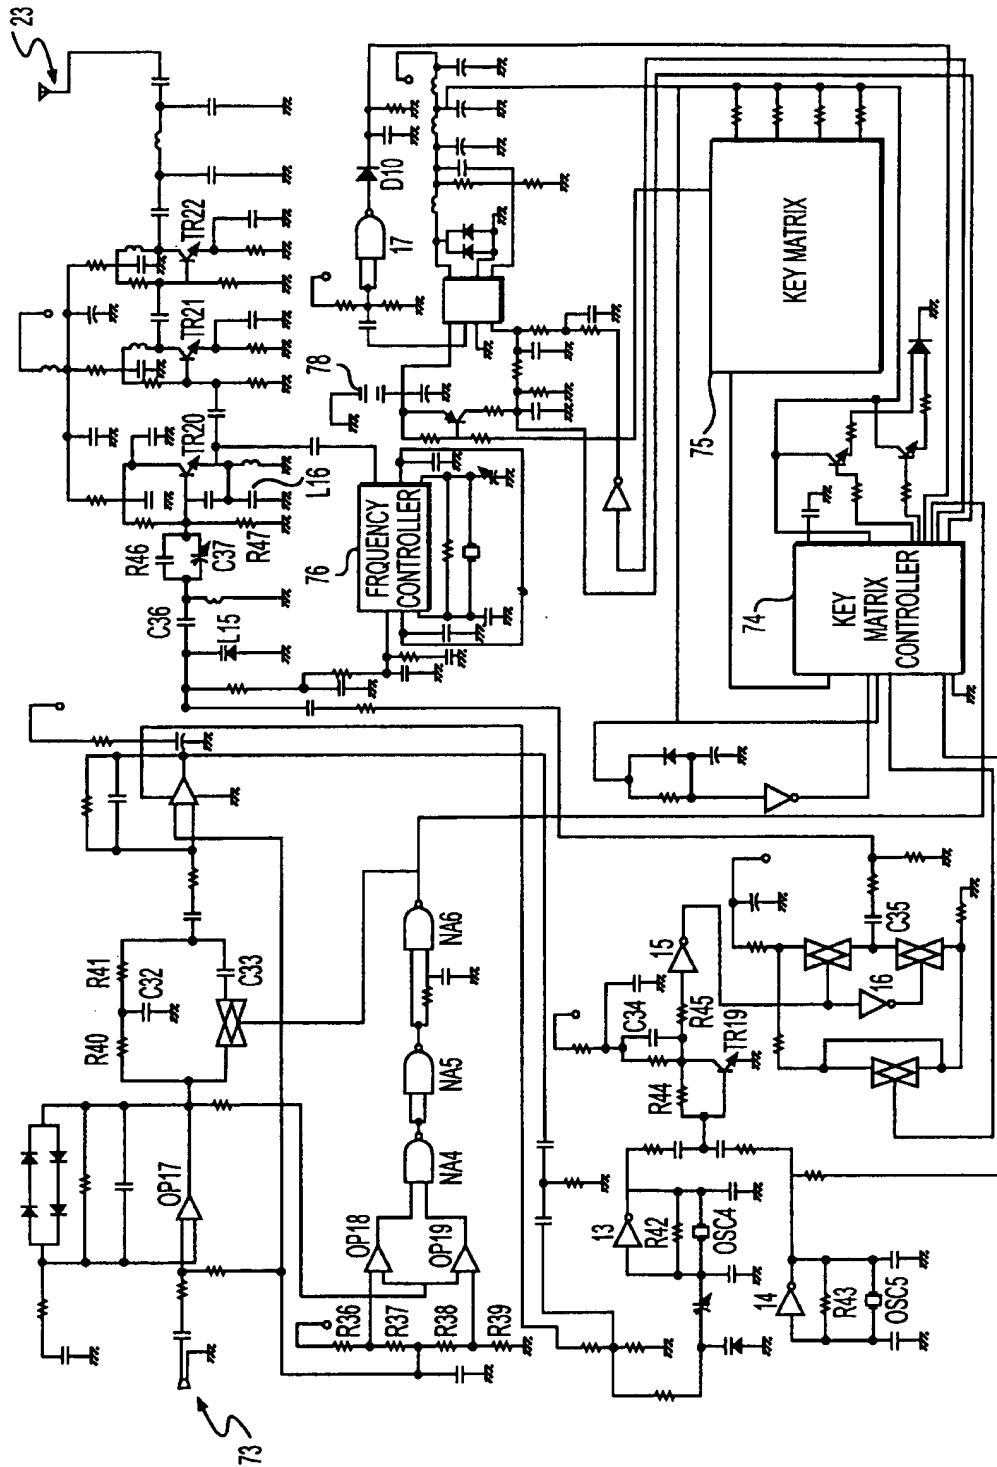 23
TR22
TR21
TR20
L16
R46
C37
R47
C36
L15
D10
17
78
76
FRQUENCY
CONTROLLER
KEY MATRIX
75
74
KEY
MATRIX
CONTROLLER
R41
C32
R40
C33
OP17
NA6
NA5
NA4
OP18
OP19
R36
R37
R38
R39
73
15
C34
R45
R44
TR19
C35
16
13
R42
OSC4
14
R43
OSC5